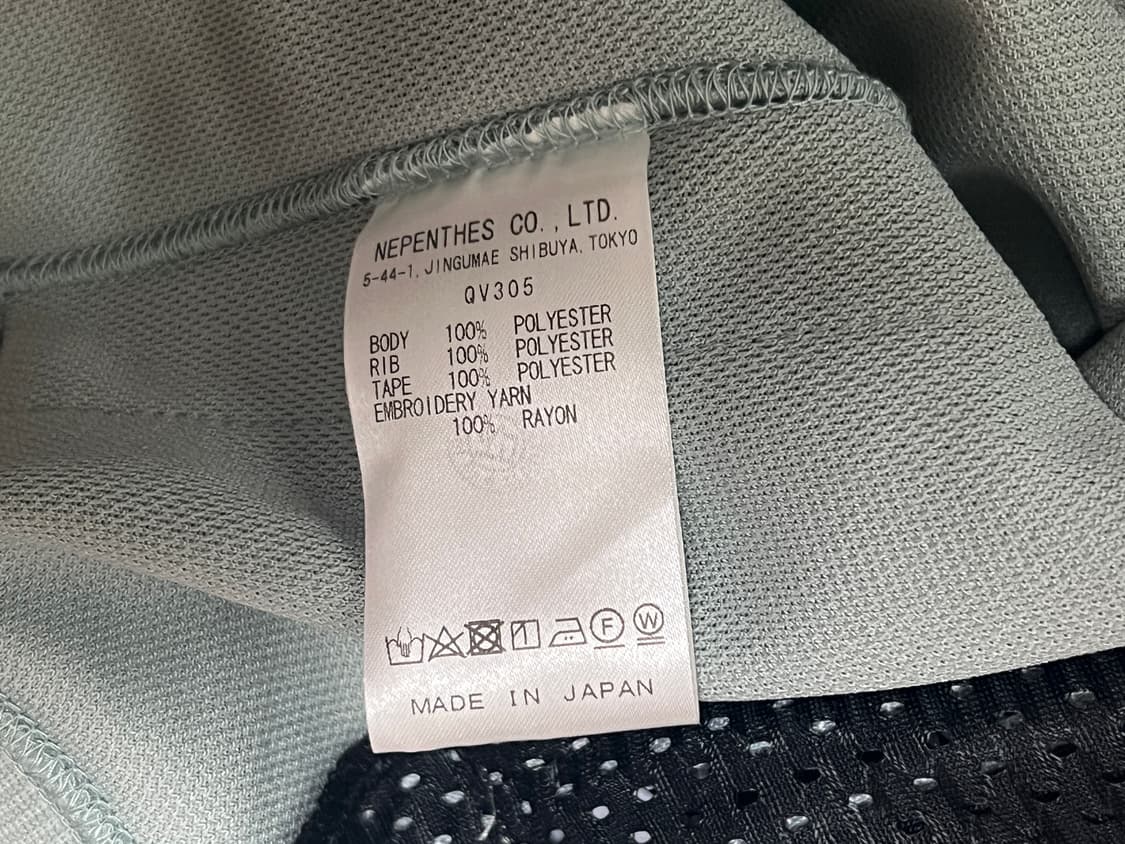 NEPENTHES CO.,LTD.
5-44-1, JINGUMAE SHIBUYA, TOKYO
QV305
BODY 100% POLYESTER
RIB 100% POLYESTER
TAPE 100% POLYESTER
EMBROIDERY YARN
100% RAYON
F W
MADE IN JAPAN